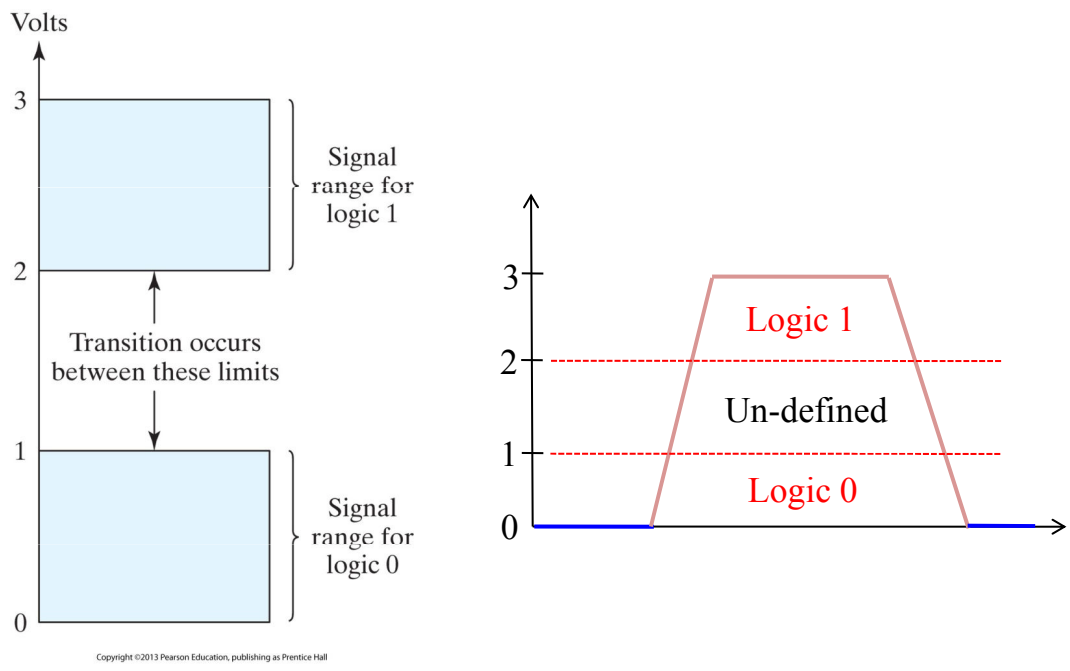 Volts
3
Signal
range for
logic 1
2
Transition occurs
between these limits
1
Signal
range for
logic 0
0
Copyright ©2013 Pearson Education, publishing as Prentice Hall
3
Logic 1
2
Un-defined
1
Logic 0
0